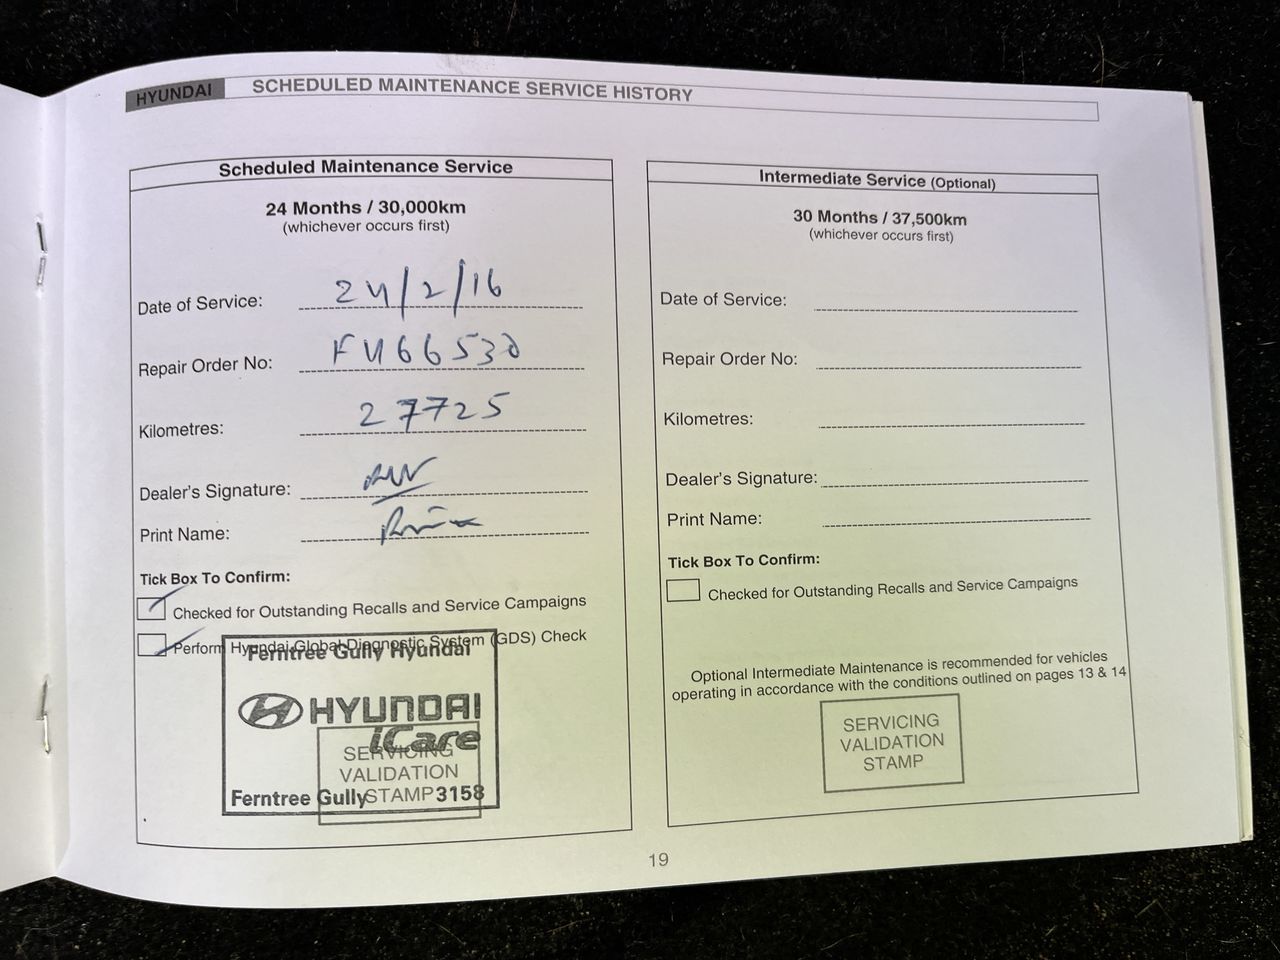 HYUNDAI SCHEDULED MAINTENANCE SERVICE HISTORY
Scheduled Maintenance Service
24 Months / 30,000km
(whichever occurs first)
Date of Service: 24/2/16
Repair Order No: FU66530
Kilometres: 27725
Dealer's Signature:
Print Name:
Tick Box To Confirm:
Checked for Outstanding Recalls and Service Campaigns
Perform Hyundai Global Diagnostic System (GDS) Check
Ferntree Gully Hyundai
HYUNDAI
iCare
SERVICING
VALIDATION
STAMP
Ferntree Gully 3158
Intermediate Service (Optional)
30 Months / 37,500km
(whichever occurs first)
Date of Service:
Repair Order No:
Kilometres:
Dealer's Signature:
Print Name:
Tick Box To Confirm:
Checked for Outstanding Recalls and Service Campaigns
Optional Intermediate Maintenance is recommended for vehicles
operating in accordance with the conditions outlined on pages 13 & 14
SERVICING
VALIDATION
STAMP
19